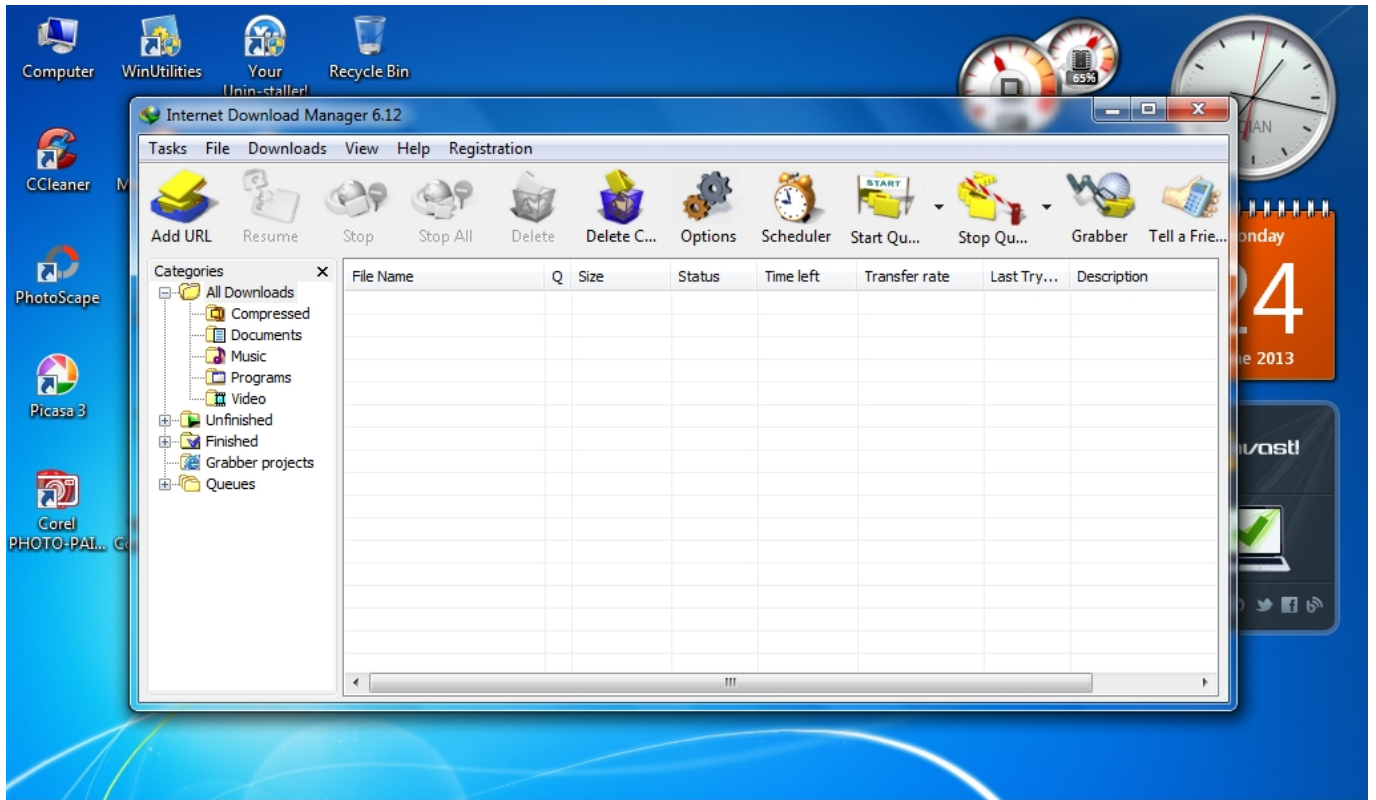 Computer
WinUtilities
Your
Unin-staller!
Recycle Bin
65%
Internet Download Manager 6.12
Tasks File Downloads View Help Registration
CCleaner
M
DIAN
Add URL
Resume
Stop
Stop All
Delete
Delete C...
Options
Scheduler
Start Qu...
START
Stop Qu...
Grabber
Tell a Frie...
onday
24
ne 2013
PhotoScape
Picasa 3
Corel
PHOTO-PAI...
Categories
All Downloads
Compressed
Documents
Music
Programs
Video
Unfinished
Finished
Grabber projects
Queues
File Name Q Size Status Time left Transfer rate Last Try... Description
vast!